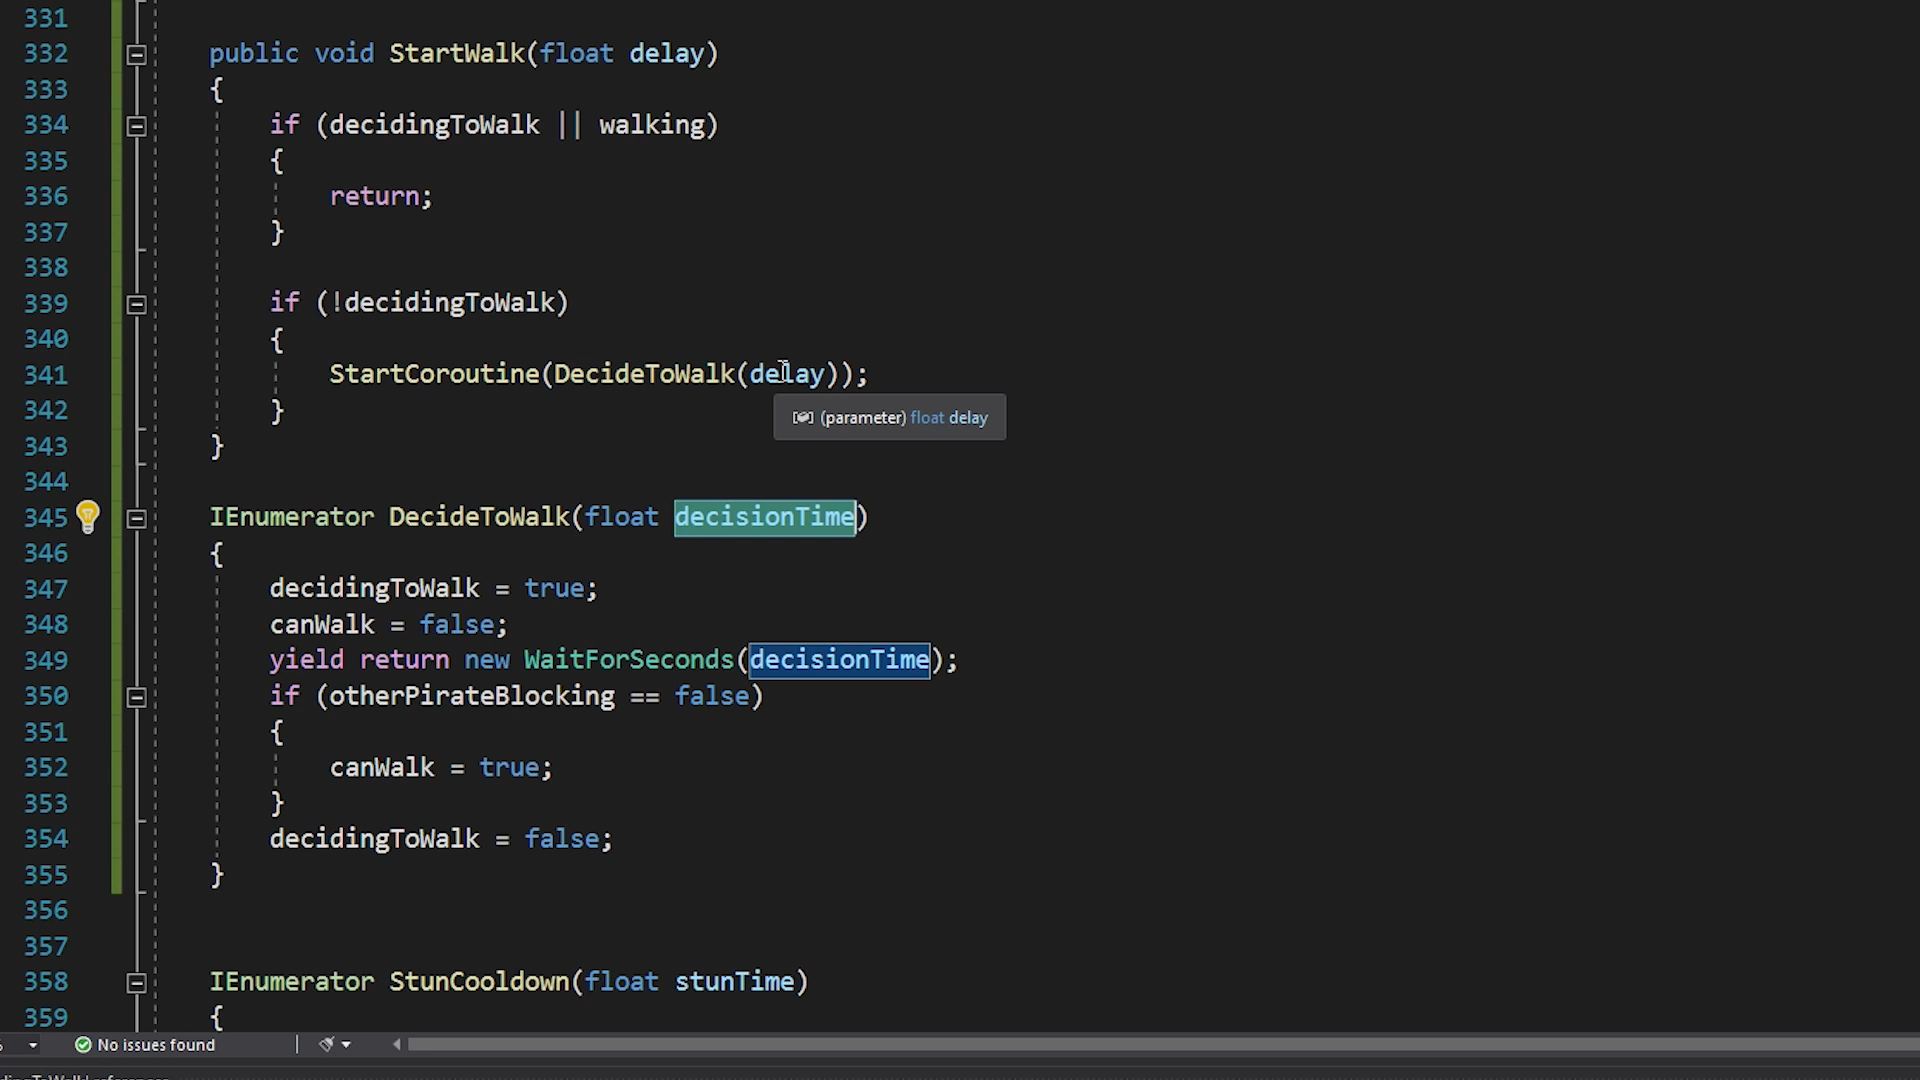 331
332 public void StartWalk(float delay)
333 {
334 if (decidingToWalk || walking)
335 {
336 return;
337 }
338
339 if (!decidingToWalk)
340 {
341 StartCoroutine(DecideToWalk(delay));
342 }
(parameter) float delay
343 }
344
345 IEnumerator DecideToWalk(float decisionTime)
346 {
347 decidingToWalk = true;
348 canWalk = false;
349 yield return new WaitForSeconds(decisionTime);
350 if (otherPirateBlocking == false)
351 {
352 canWalk = true;
353 }
354 decidingToWalk = false;
355 }
356
357
358 IEnumerator StunCooldown(float stunTime)
359 {
No issues found